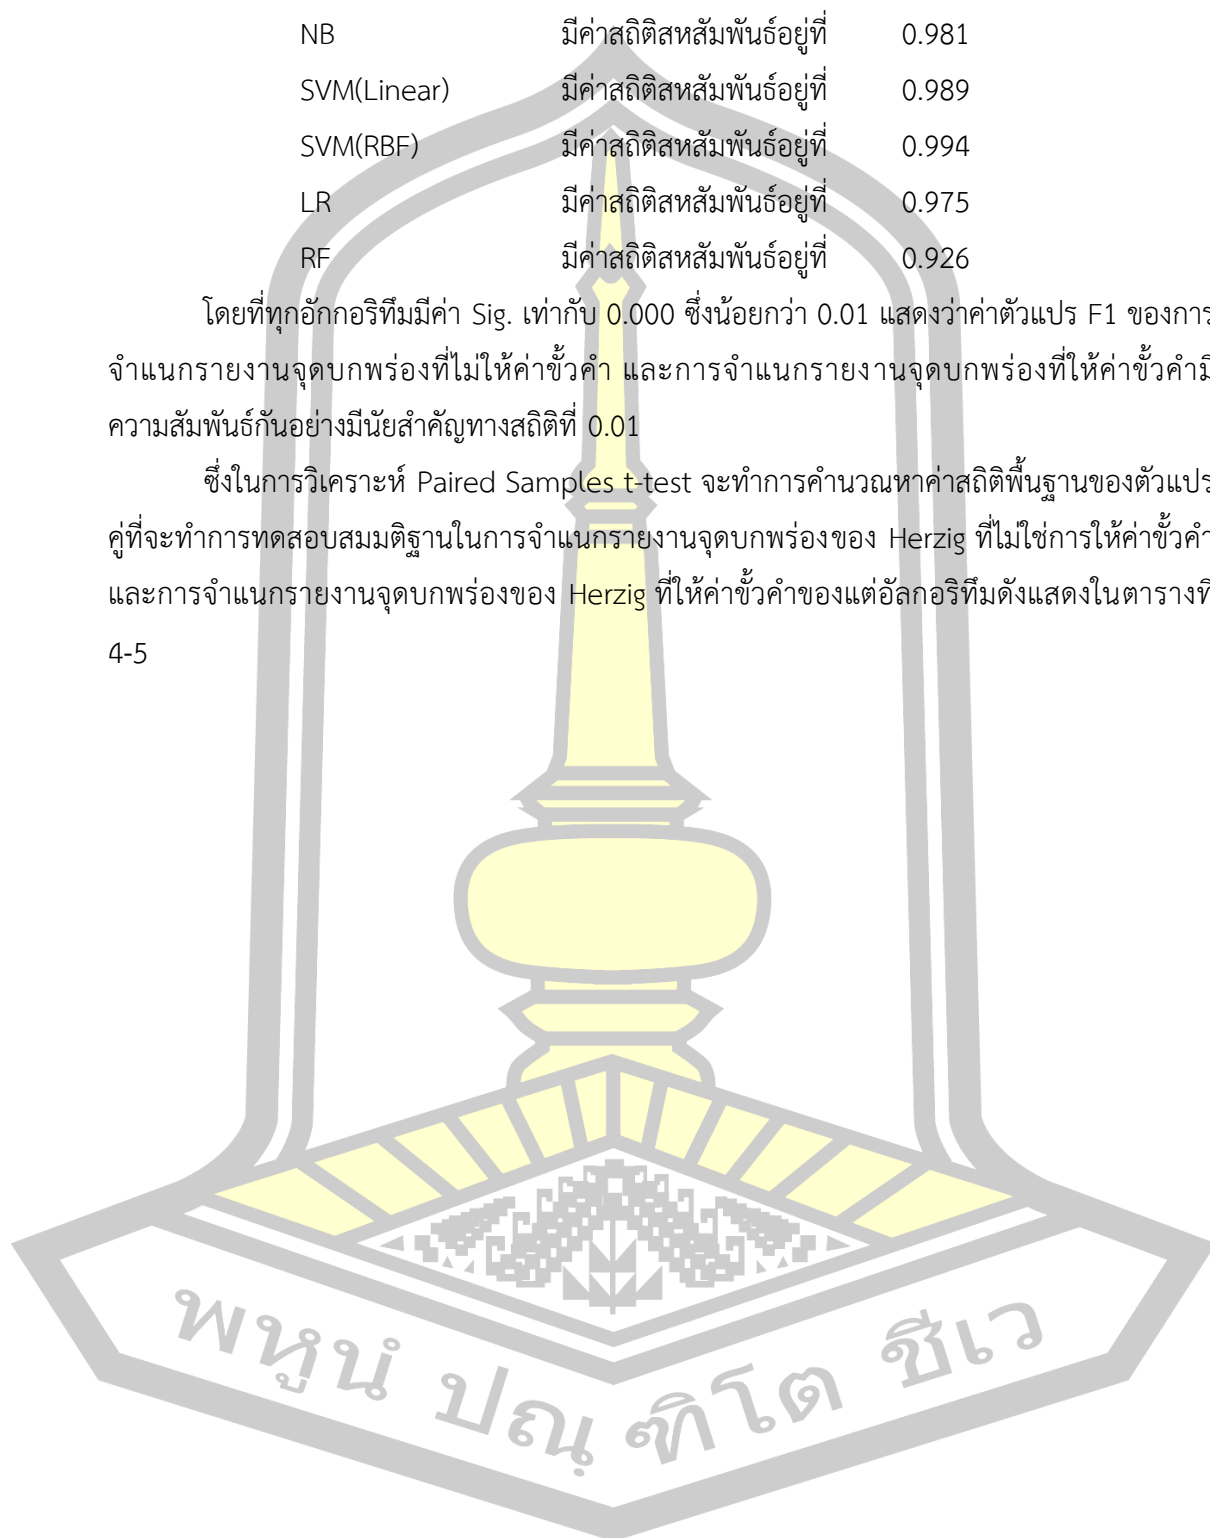 NB มีค่าสถิติสหสัมพันธ์อยู่ที่ 0.981
SVM(Linear) มีค่าสถิติสหสัมพันธ์อยู่ที่ 0.989
SVM(RBF) มีค่าสถิติสหสัมพันธ์อยู่ที่ 0.994
LR มีค่าสถิติสหสัมพันธ์อยู่ที่ 0.975
RF มีค่าสถิติสหสัมพันธ์อยู่ที่ 0.926
โดยที่ทุกอักกอริทึมมีค่า Sig. เท่ากับ 0.000 ซึ่งน้อยกว่า 0.01 แสดงว่าค่าตัวแปร F1 ของการ
จำแนกรายงานจุดบกพร่องที่ไม่ให้ค่าขั้วคำ และการจำแนกรายงานจุดบกพร่องที่ให้ค่าขั้วคำมี
ความสัมพันธ์กันอย่างมีนัยสำคัญทางสถิติที่ 0.01
ซึ่งในการวิเคราะห์ Paired Samples t-test จะทำการคำนวณหาค่าสถิติพื้นฐานของตัวแปร
คู่ที่จะทำการทดสอบสมมติฐานในการจำแนกรายงานจุดบกพร่องของ Herzig ที่ไม่ใช่การให้ค่าขั้วคำ
และการจำแนกรายงานจุดบกพร่องของ Herzig ที่ให้ค่าขั้วคำของแต่อัลกอริทึมดังแสดงในตารางที่
4-5
พหูนํ ปณฺฑิโต ชีเว